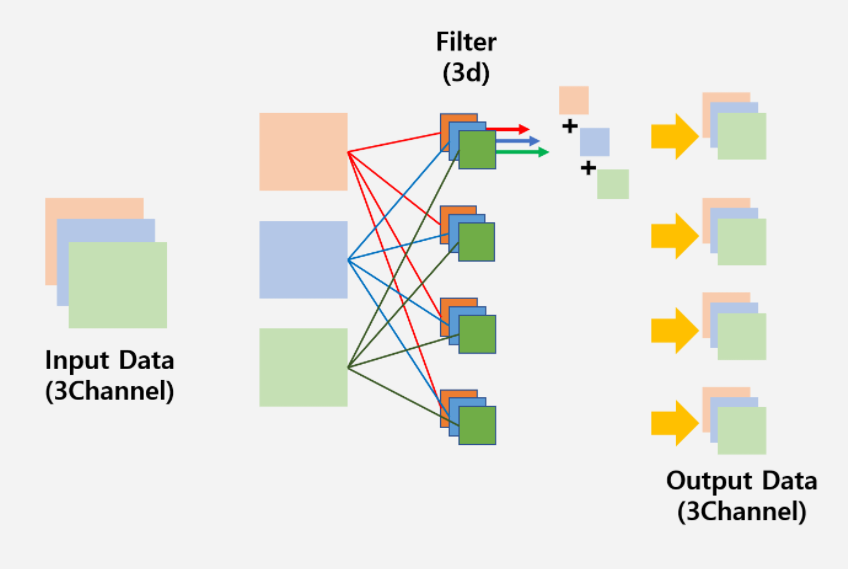 Filter
(3d)
+
+
Input Data
(3Channel)
Output Data
(3Channel)